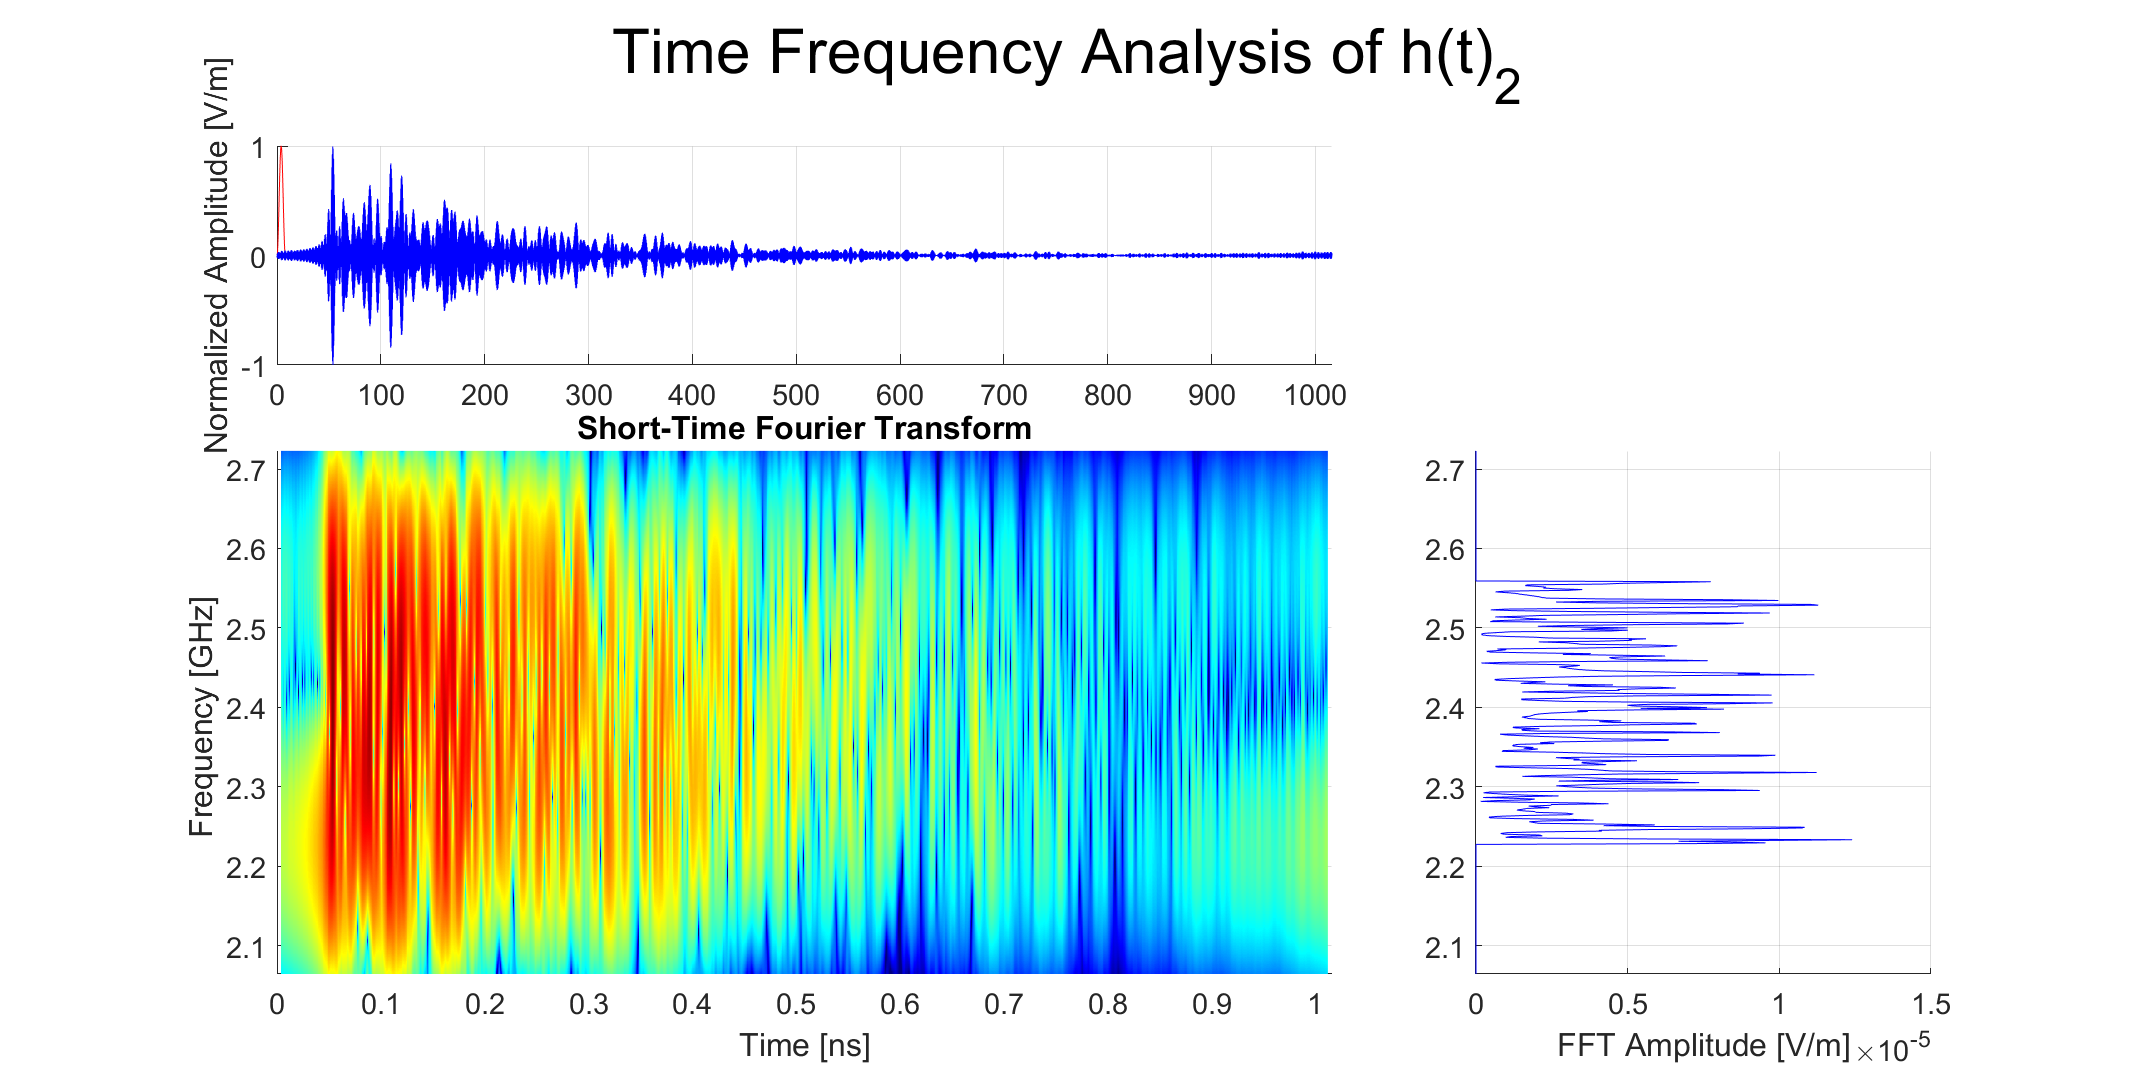 Time Frequency Analysis of h(t)2
Normalized Amplitude [V/m]
1
0
-1
0 100 200 300 400 500 600 700 800 900 1000
Short-Time Fourier Transform
Frequency [GHz]
2.7
2.6
2.5
2.4
2.3
2.2
2.1
0 0.1 0.2 0.3 0.4 0.5 0.6 0.7 0.8 0.9 1
Time [ns]
2.7
2.6
2.5
2.4
2.3
2.2
2.1
0 0.5 1 1.5
FFT Amplitude [V/m] ×10-5